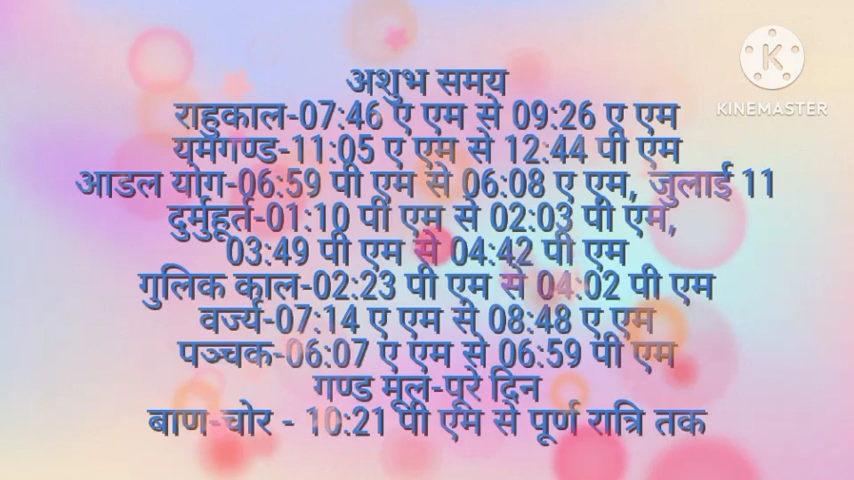 अशुभ समय
राहुकाल-07:46 ए एम से 09:26 ए एम
यमगण्ड-11:05 ए एम से 12:44 पी एम
आडल योग-06:59 पी एम से 06:08 ए एम, जुलाई 11
दुर्मुहूर्त-01:10 पी एम से 02:03 पी एम,
03:49 पी एम से 04:42 पी एम
गुलिक काल-02:23 पी एम से 04:02 पी एम
वर्ज्य-07:14 ए एम से 08:48 ए एम
पञ्चक-06:07 ए एम से 06:59 पी एम
गण्ड मूल-पूरे दिन
बाण-चोर - 10:21 पी एम से पूर्ण रात्रि तक
K
KINEMASTER